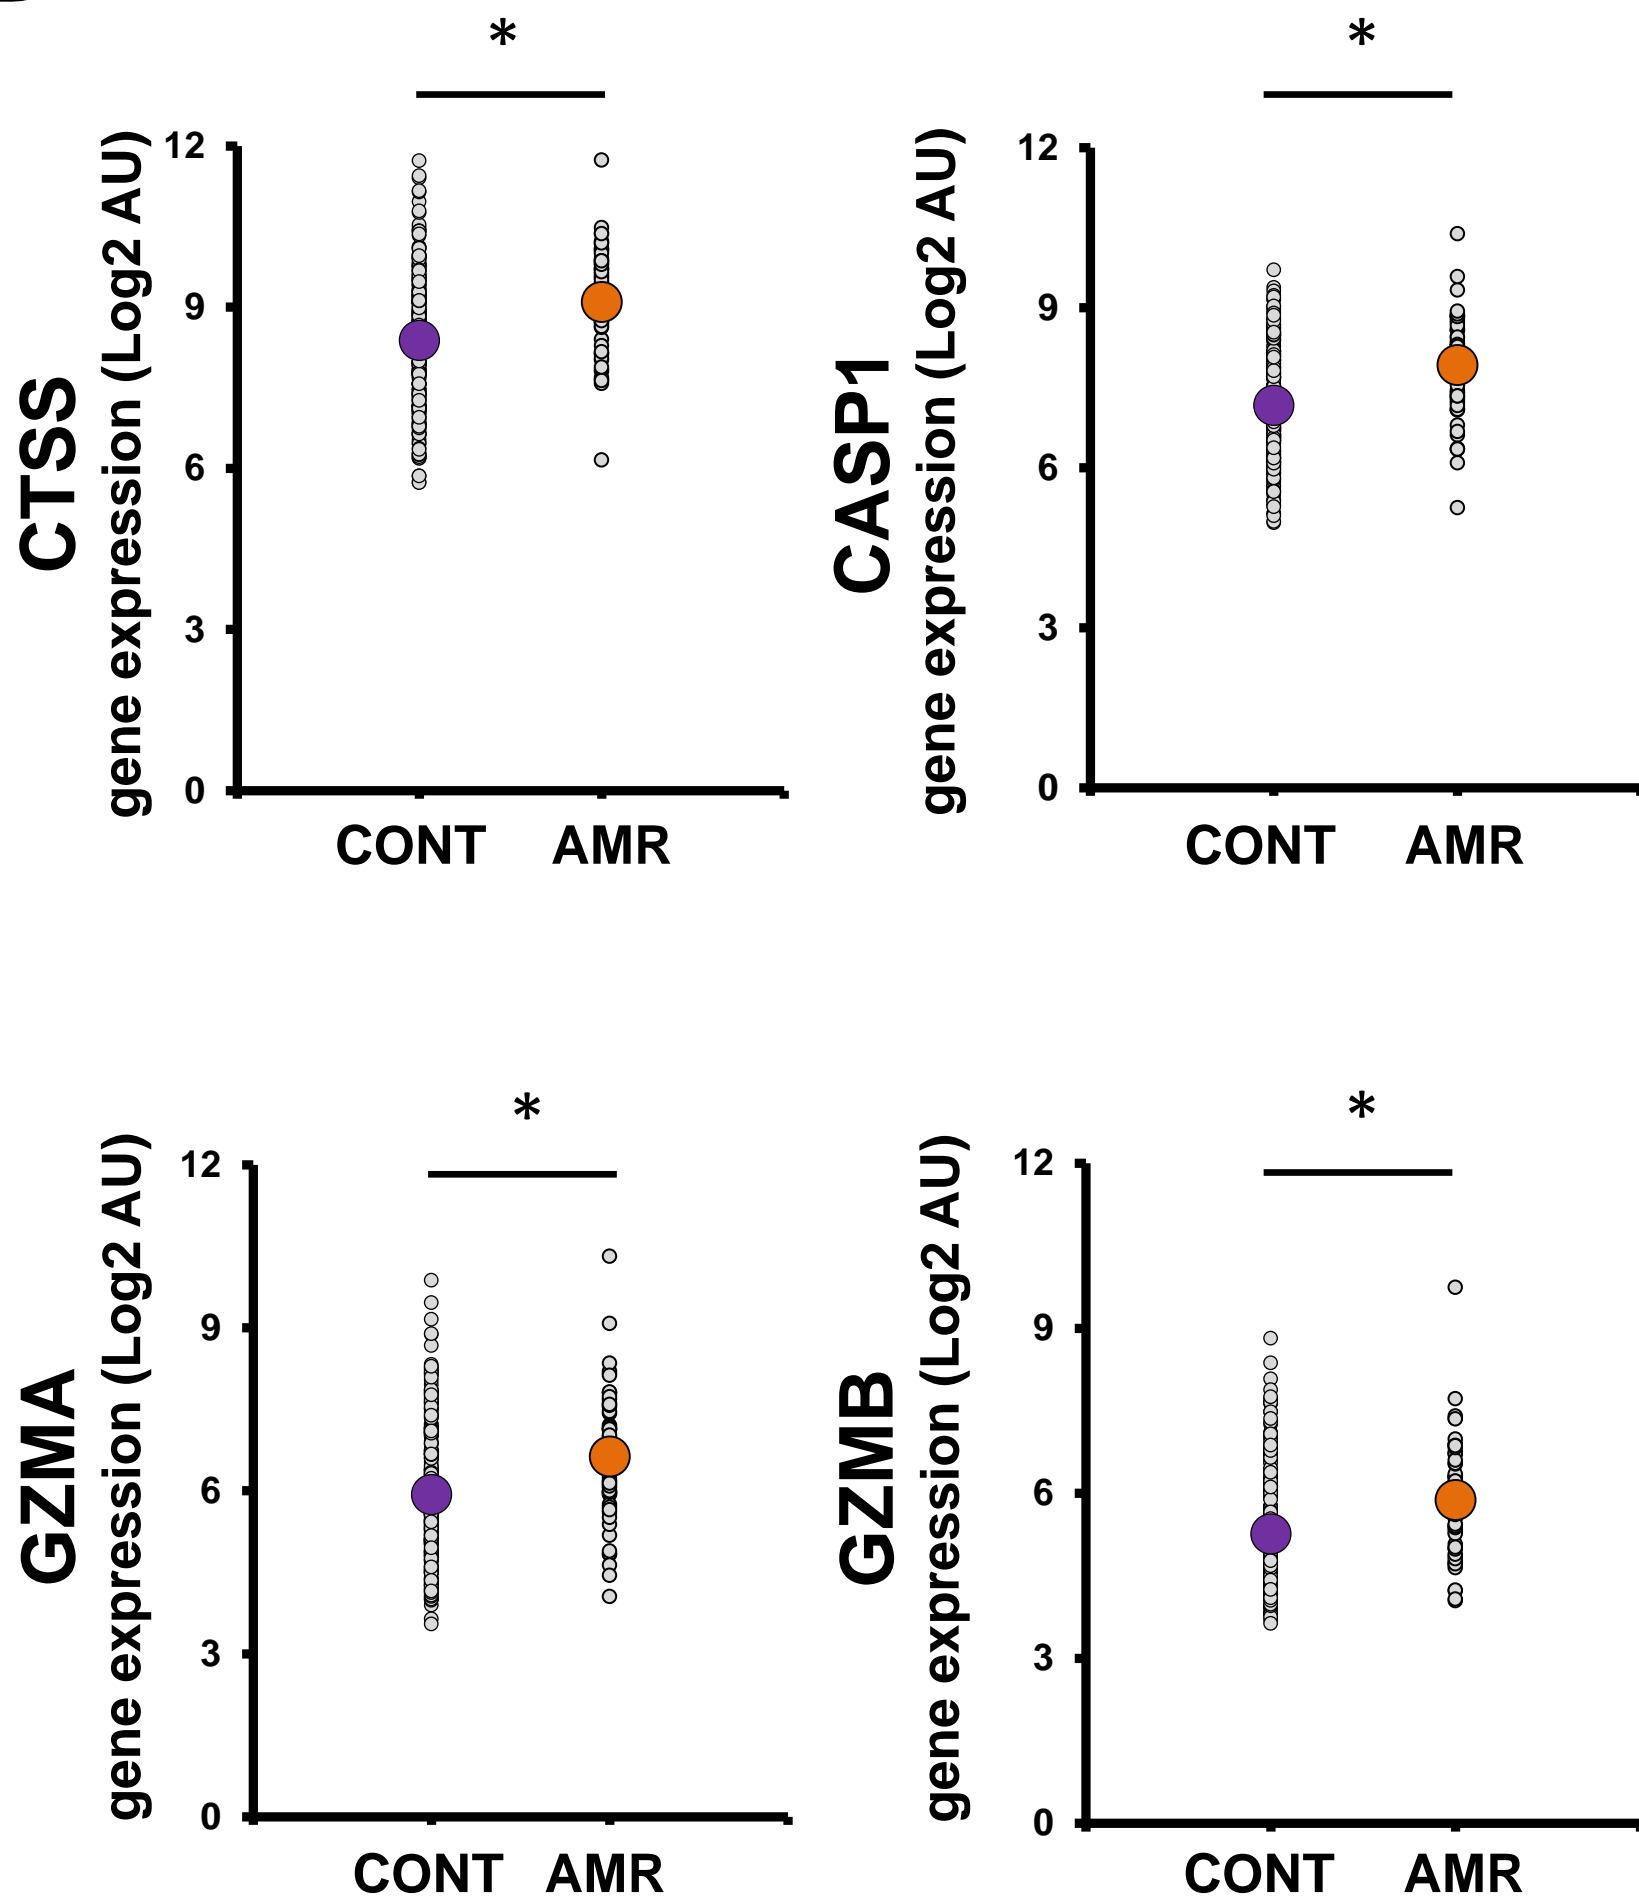 *
CTSS
gene expression (Log2 AU)
12
9
6
3
0
CONT AMR
*
CASP1
gene expression (Log2 AU)
12
9
6
3
0
CONT AMR
*
GZMA
gene expression (Log2 AU)
12
9
6
3
0
CONT AMR
*
GZMB
gene expression (Log2 AU)
12
9
6
3
0
CONT AMR